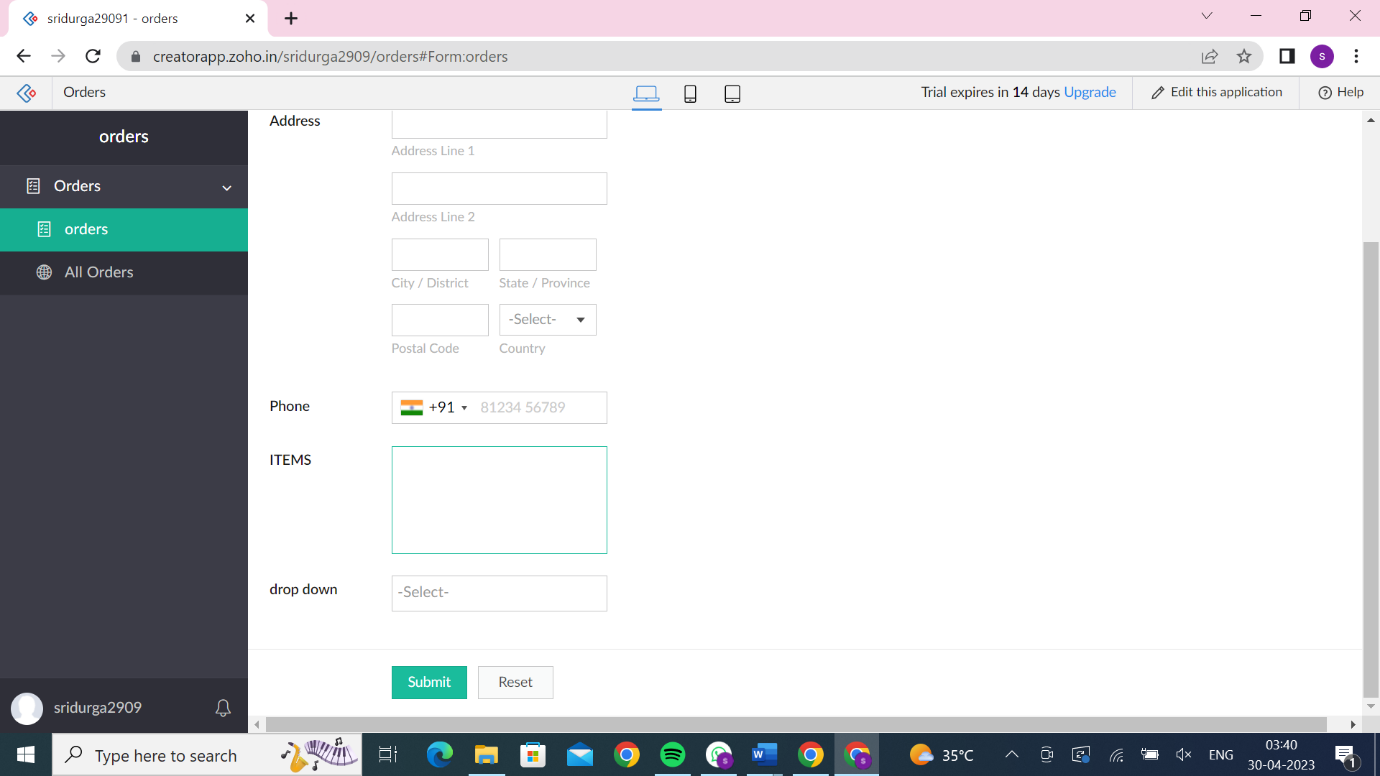 sridurga29091 - orders
creatorapp.zoho.in/sridurga2909/orders#Form:orders
S
Orders
Trial expires in 14 days Upgrade
Edit this application
Help
orders
Orders
orders
All Orders
Address
Address Line 1
Address Line 2
City / District
State / Province
-Select-
Postal Code
Country
Phone
+91
81234 56789
ITEMS
drop down
-Select-
Submit
Reset
sridurga2909
Type here to search
35°C
ENG
03:40
30-04-2023
1